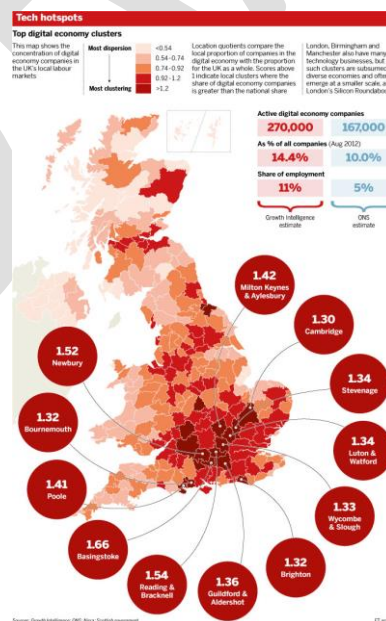 Tech hotspots
Top digital economy clusters
This map shows the
concentration of digital
economy companies in
the UK's local labour
markets
Most dispersion
Most clustering
<0.54
0.54-0.74
0.74-0.92
0.92-1.2
>1.2
Location quotients compare the
local proportion of companies in the
digital economy with the proportion
for the UK as a whole. Scores above
1 indicate local clusters where the
share of digital economy companies
is greater than the national share
London, Birmingham and
Manchester also have many
technology businesses, but
such clusters are subsumed
diverse economies and often
emerge at a smaller scale, a
London's Silicon Roundabou
Active digital economy companies
270,000
167,000
As % of all companies (Aug 2012)
14.4%
10.0%
Share of employment
11%
5%
Growth Intelligence
estimate
ONS
estimate
1.42
Milton Keynes
& Aylesbury
1.30
Cambridge
1.52
Newbury
1.34
Stevenage
1.32
Bournemouth
1.34
Luton &
Watford
1.41
Poole
1.33
Wycombe
& Slough
1.66
Basingstoke
1.32
Brighton
1.54
Reading &
Bracknell
1.36
Guildford &
Aldershot